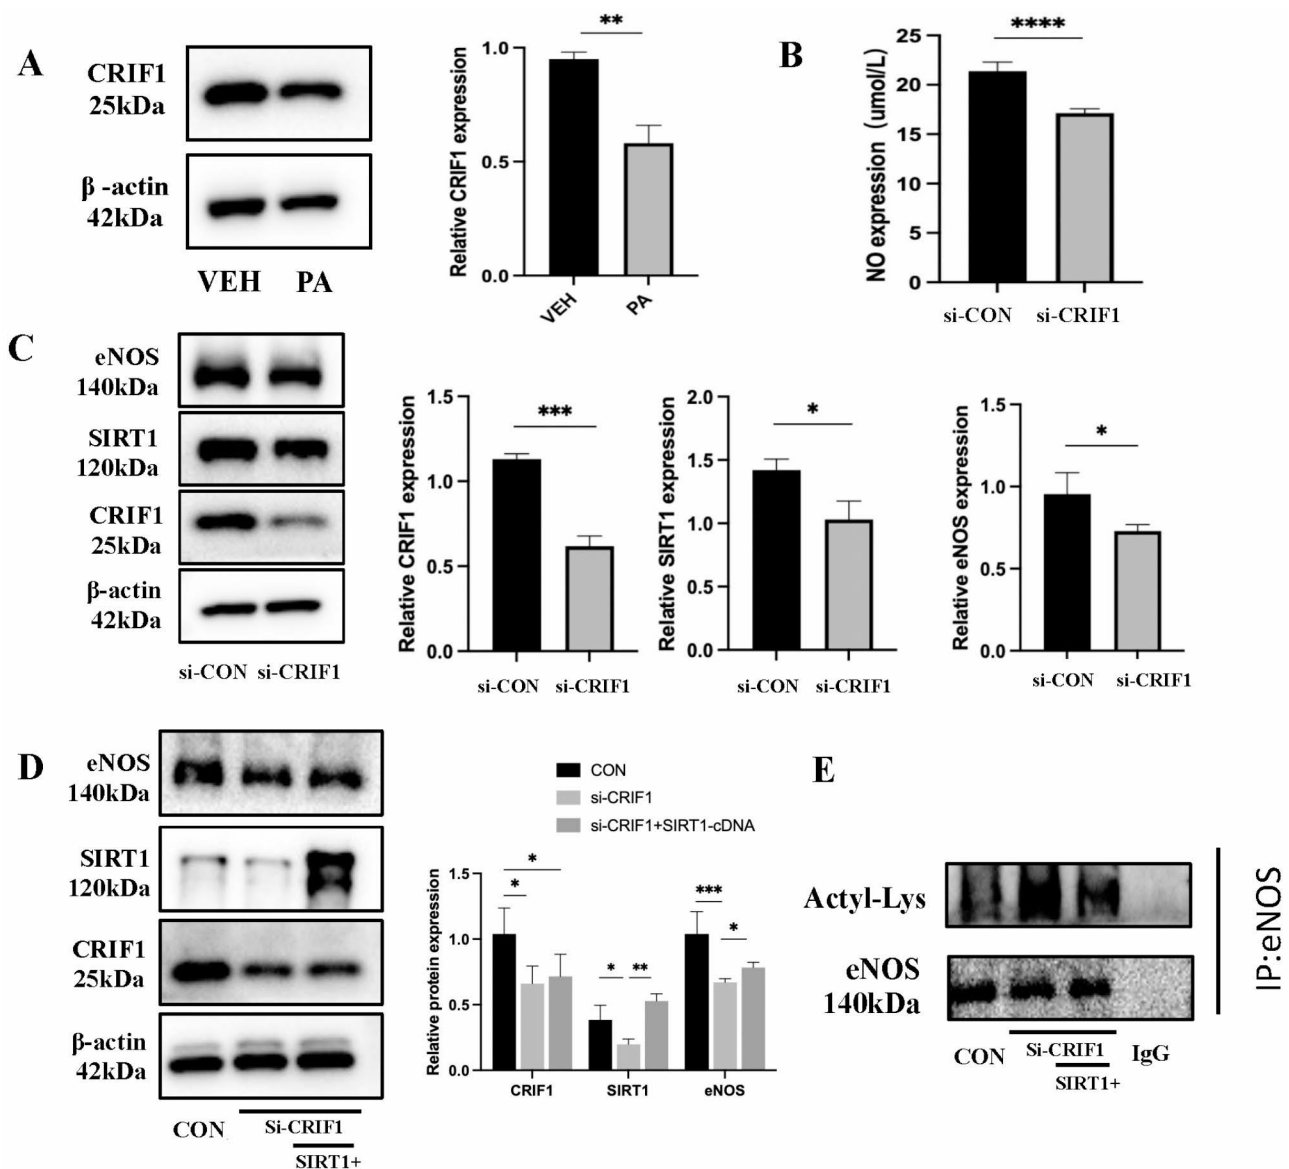 A
CRIF1
25kDa
β -actin
42kDa
VEH PA
Relative CRIF1 expression
1.0
0.5
0.0
**
VEH
PA
B
NO expression (umol/L)
25
20
15
10
5
0
****
si-CON si-CRIF1
C
eNOS
140kDa
SIRT1
120kDa
CRIF1
25kDa
β-actin
42kDa
si-CON si-CRIF1
Relative CRIF1 expression
1.5
1.0
0.5
0.0
***
si-CON si-CRIF1
Relative SIRT1 expression
2.0
1.5
1.0
0.5
0.0
*
si-CON si-CRIF1
Relative eNOS expression
1.5
1.0
0.5
0.0
*
si-CON si-CRIF1
D
eNOS
140kDa
SIRT1
120kDa
CRIF1
25kDa
β-actin
42kDa
CON
Si-CRIF1
SIRT1+
CON
si-CRIF1
si-CRIF1+SIRT1-cDNA
Relative protein expression
1.5
1.0
0.5
0.0
*
*
* **
***
*
CRIF1 SIRT1 eNOS
E
Actyl-Lys
eNOS
140kDa
CON
Si-CRIF1
IgG
SIRT1+
IP:eNOS